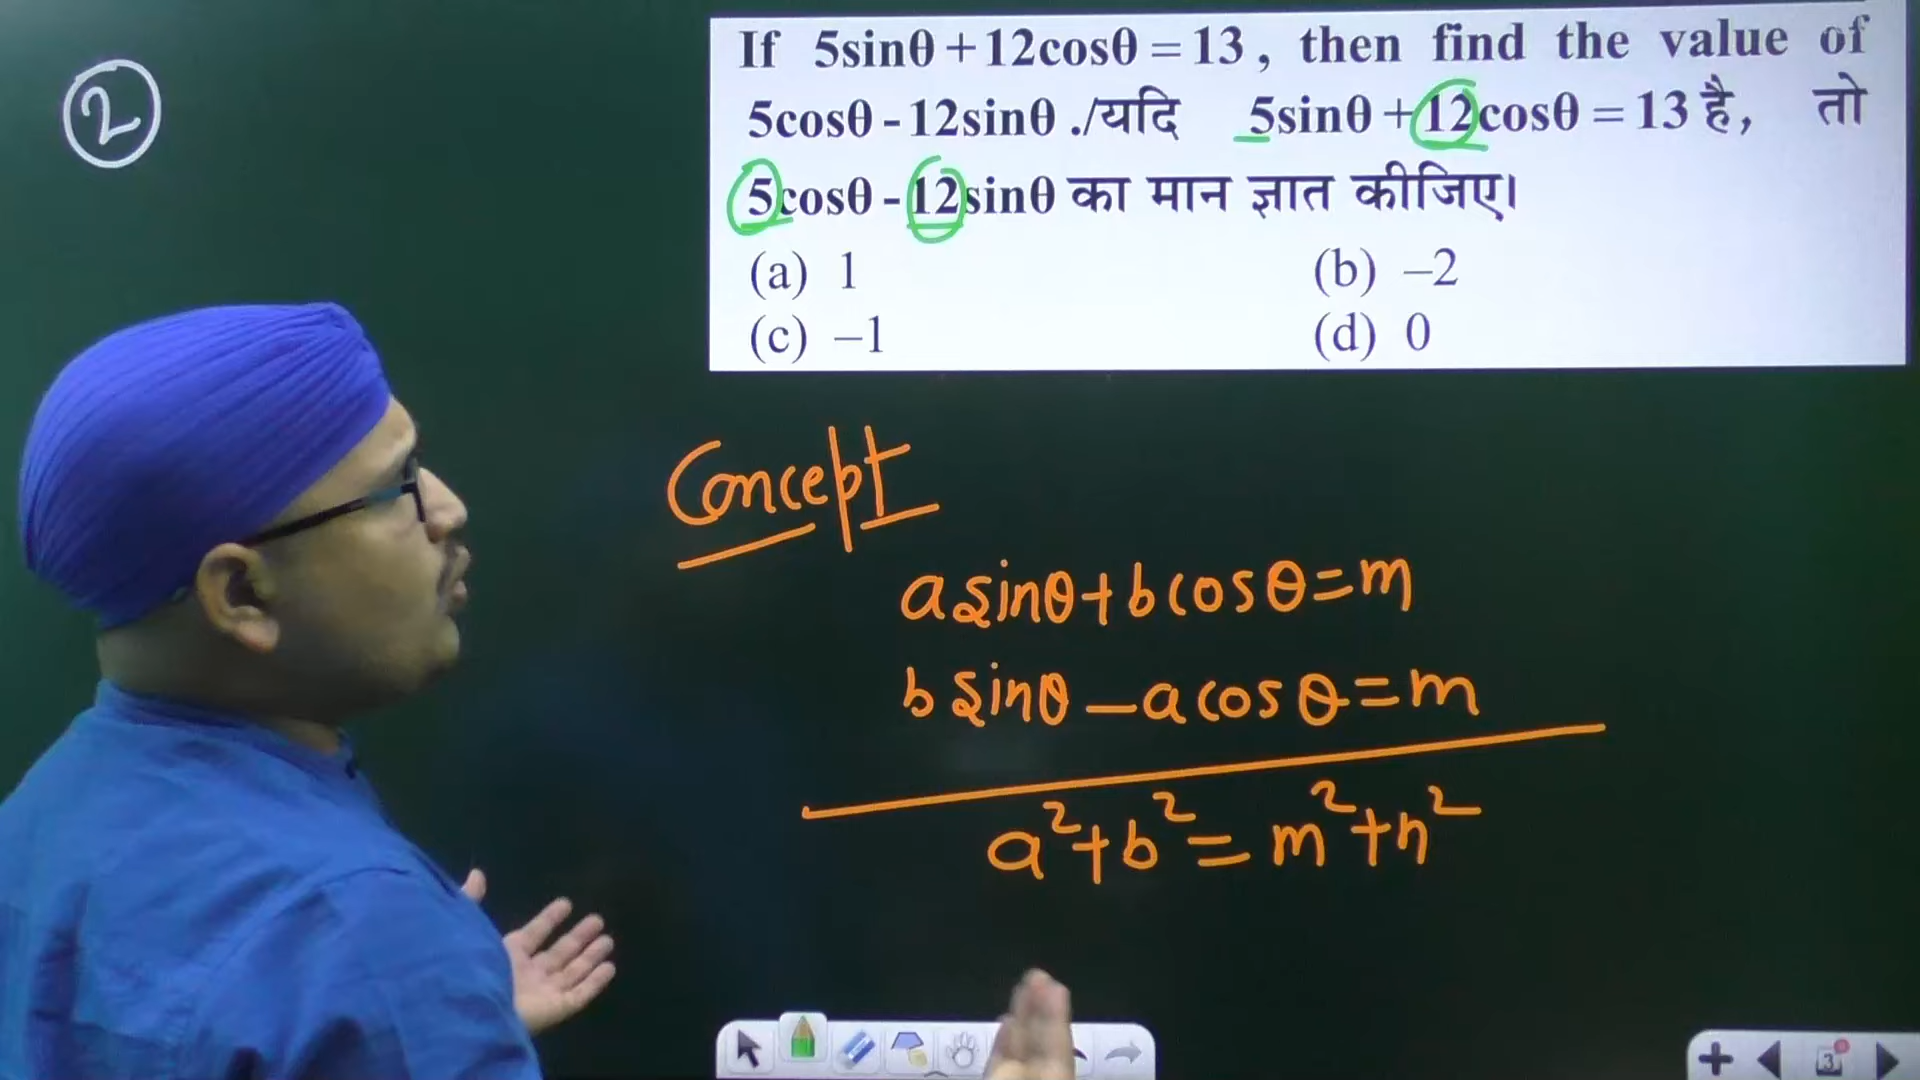 2
If 5sinθ + 12cosθ = 13, then find the value of
5cosθ - 12sinθ ./यदि 5sinθ + 12cosθ = 13 है, तो
5cosθ - 12sinθ का मान ज्ञात कीजिए।
(a) 1 (b) –2
(c) –1 (d) 0
Concept
a sinθ + b cosθ = m
b sinθ – a cosθ = m
a² + b² = m² + n²
3